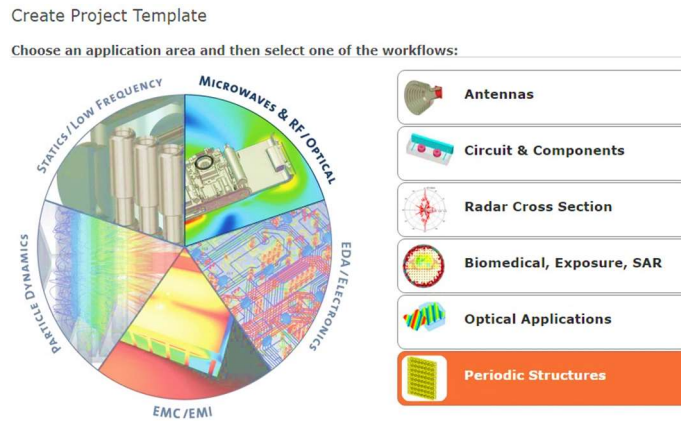 Create Project Template
Choose an application area and then select one of the workflows:
STATICS/LOW FREQUENCY
MICROWAVES & RF/OPTICAL
EDA/ELECTRONICS
EMC/EMI
PARTICLE DYNAMICS
Antennas
Circuit & Components
Radar Cross Section
Biomedical, Exposure, SAR
Optical Applications
Periodic Structures